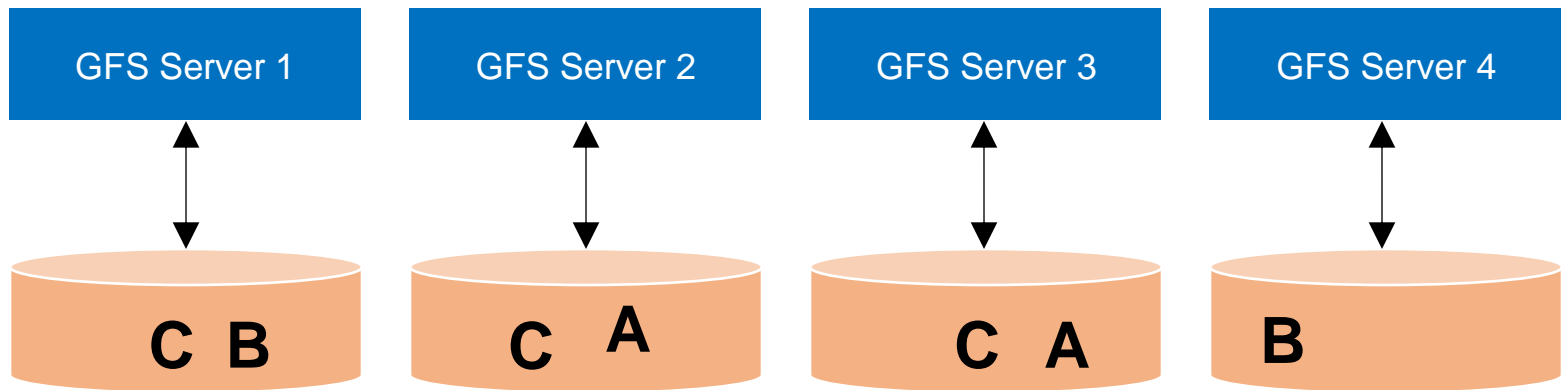 GFS Server 1
GFS Server 2
GFS Server 3
GFS Server 4
C B
C A
C A
B